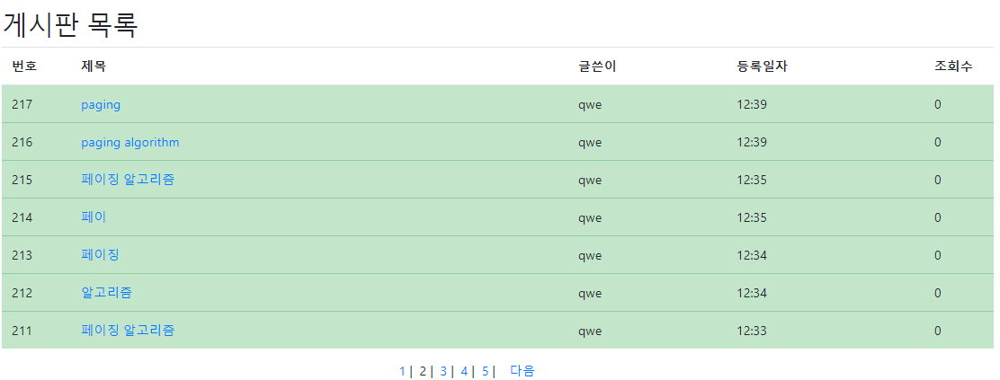 게시판 목록
번호 제목 글쓴이 등록일자 조회수
217 paging qwe 12:39 0
216 paging algorithm qwe 12:39 0
215 페이징 알고리즘 qwe 12:35 0
214 페이 qwe 12:35 0
213 페이징 qwe 12:34 0
212 알고리즘 qwe 12:34 0
211 페이징 알고리즘 qwe 12:33 0
1 | 2 | 3 | 4 | 5 | 다음